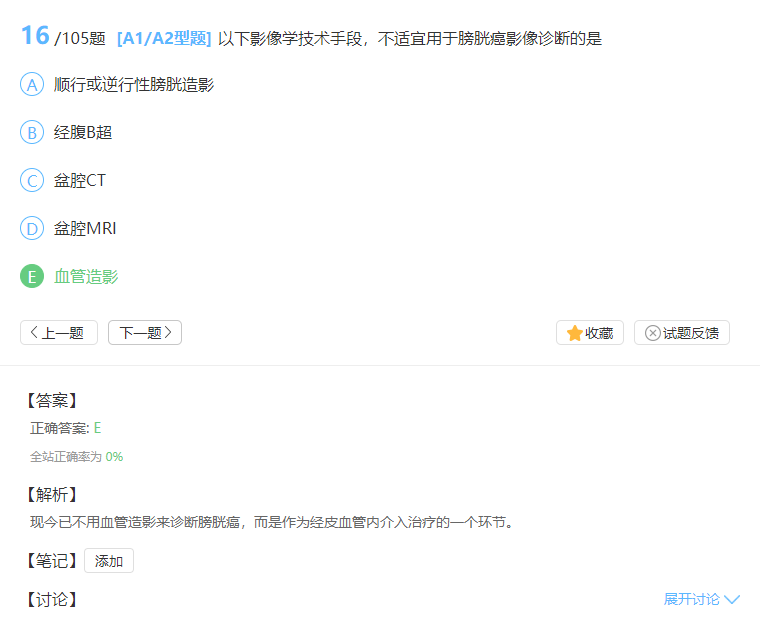 16 /105题 [A1/A2型题] 以下影像学技术手段，不适宜用于膀胱癌影像诊断的是
A 顺行或逆行性膀胱造影
B 经腹B超
C 盆腔CT
D 盆腔MRI
E 血管造影
上一题 下一题 收藏 试题反馈
【答案】
正确答案: E
全站正确率为 0%
【解析】
现今已不用血管造影来诊断膀胱癌，而是作为经皮血管内介入治疗的一个环节。
【笔记】 添加
【讨论】 展开讨论